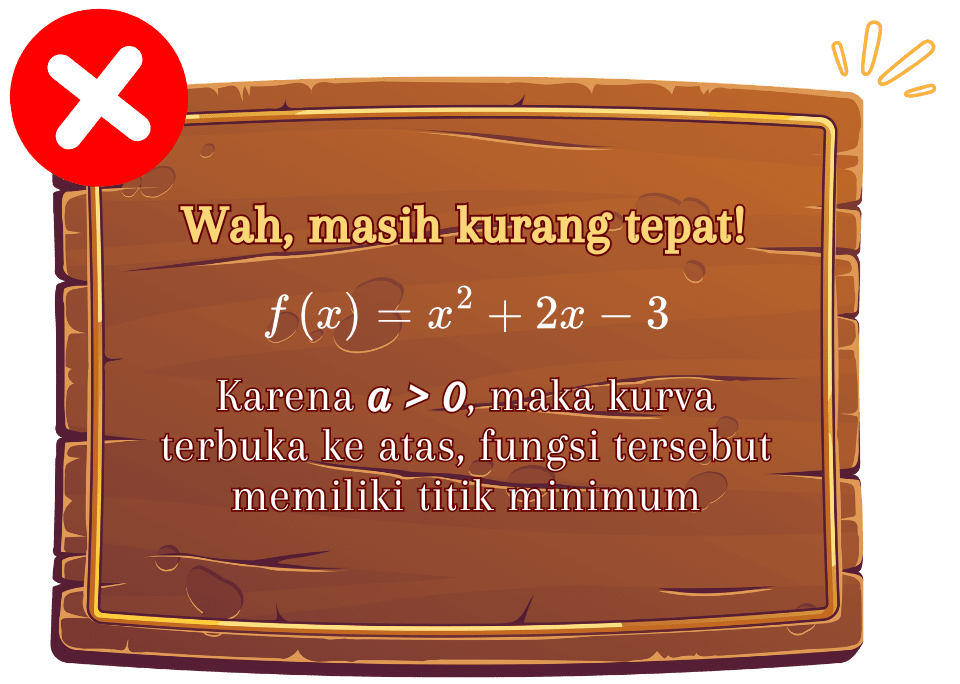 Wah, masih kurang tepat!
f (x) = x² + 2x − 3
Karena a > 0, maka kurva
terbuka ke atas, fungsi tersebut
memiliki titik minimum